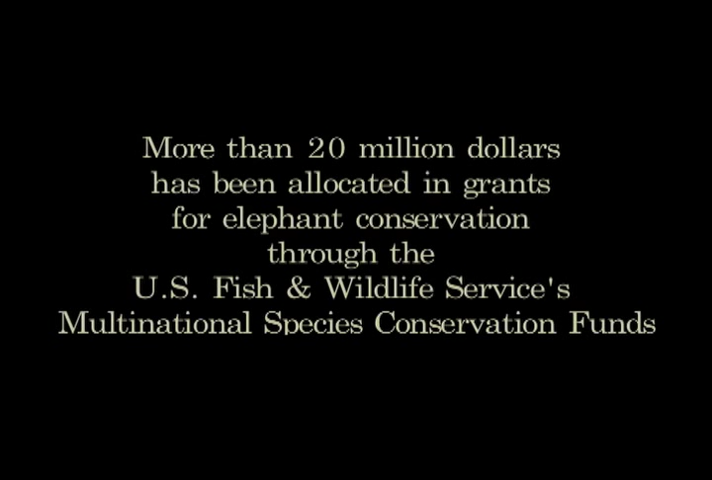 More than 20 million dollars
has been allocated in grants
for elephant conservation
through the
U.S. Fish & Wildlife Service's
Multinational Species Conservation Funds